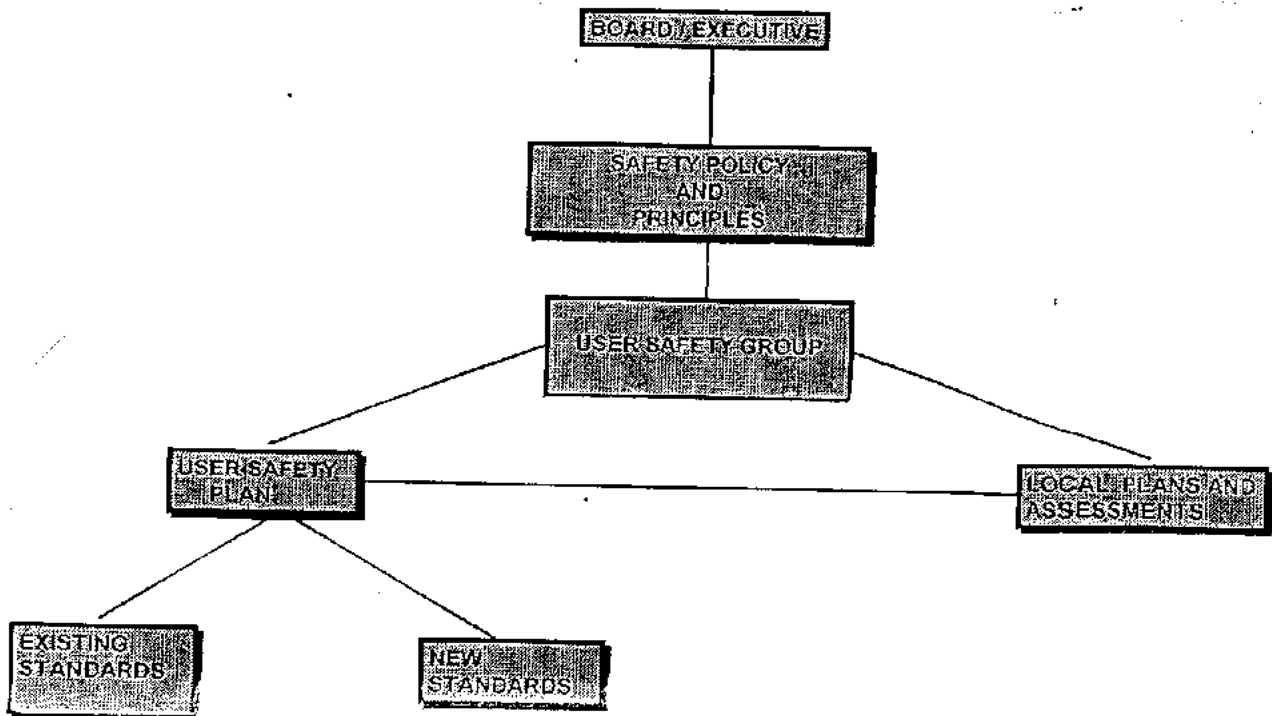 BOARD / EXECUTIVE
SAFETY POLICY
AND
PRINCIPLES
USER SAFETY GROUP
USER SAFETY
PLAN
LOCAL PLANS AND
ASSESSMENTS
EXISTING
STANDARDS
NEW
STANDARDS